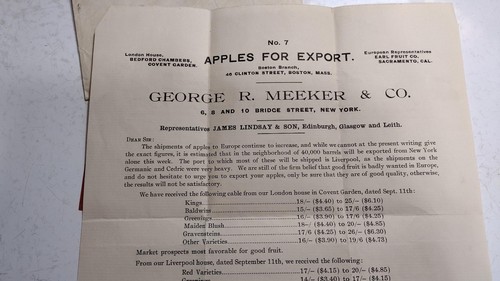 No. 7
London House,
BEDFORD CHAMBERS,
COVENT GARDEN.
APPLES FOR EXPORT.
European Representatives
EARL FRUIT CO.
SACRAMENTO, CAL.
Boston Branch,
46 CLINTON STREET, BOSTON, MASS.
GEORGE R. MEEKER & CO.
6, 8 AND 10 BRIDGE STREET, NEW YORK.
Representatives JAMES LINDSAY & SON, Edinburgh, Glasgow and Leith.
DEAR SIR:
The shipments of apples to Europe continue to increase, and while we cannot at the present writing give
the exact figures, it is estimated that in the neighborhood of 40,000 barrels will be exported from New York
alone this week. The port to which most of these will be shipped is Liverpool, as the shipments on the
Germanic and Cedric were very heavy. We are still of the firm belief that good fruit is badly wanted in Europe,
and do not hesitate to urge you to export your apples, only be sure that they are of good quality, otherwise,
the results will not be satisfactory.
We have received the following cable from our London house in Covent Garden, dated Sept. 11th:
Kings 18/– ($4.40) to 25/– ($6.10)
Baldwins 15/– ($3.65) to 17/6 ($4.25)
Greenings 16/– ($3.90) to 17/6 ($4.25)
Maiden Blush 18/– ($4.40) to 20/– ($4.85)
Gravensteins 17/6 ($4.25) to 26/– ($6.30)
Other Varieties 16/– ($3.90) to 19/6 ($4.73)
Market prospects most favorable for good fruit.
From our Liverpool house, dated September 11th, we received the following:
Red Varieties 17/– ($4.15) to 20/– ($4.85)
Greenings 14/– ($3.40) to 17/– ($4.15)